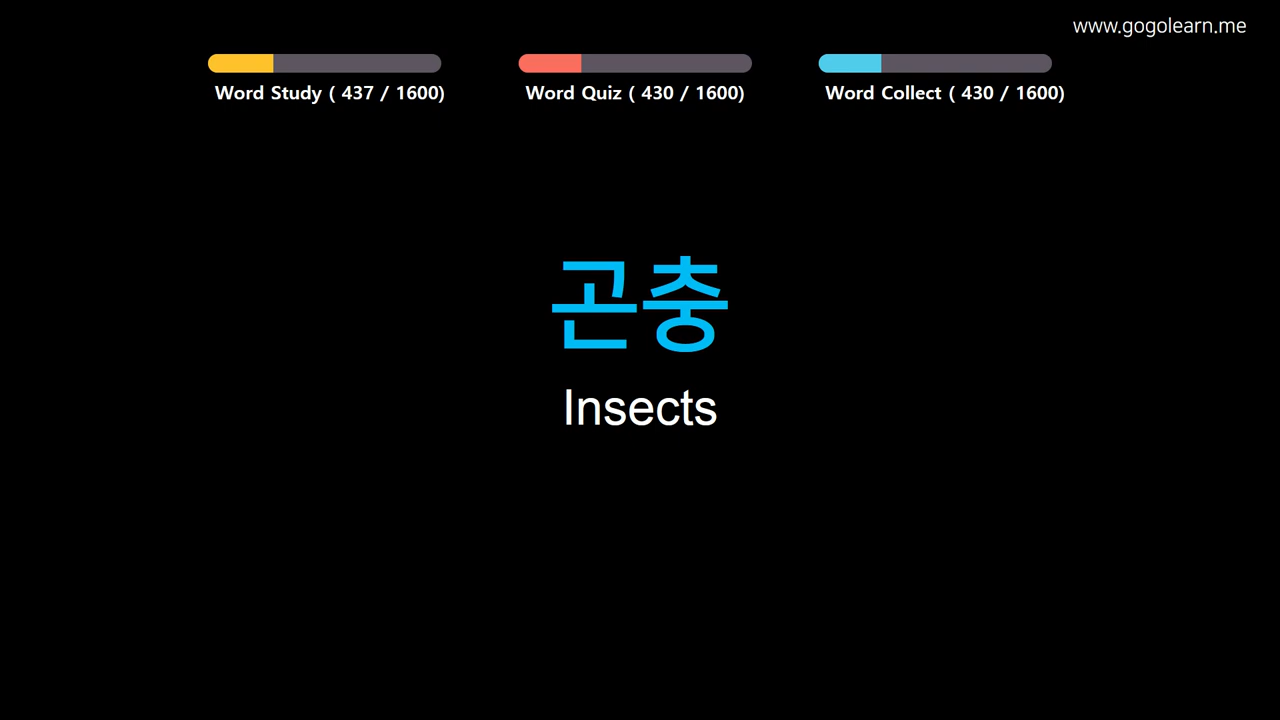 www.gogolearn.me
Word Study ( 437 / 1600)
Word Quiz ( 430 / 1600)
Word Collect ( 430 / 1600)
곤충
Insects